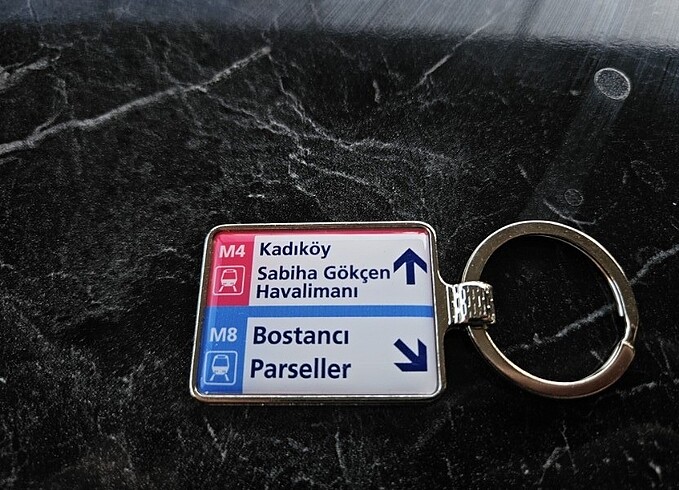 M4 Kadıköy
Sabiha Gökçen
Havalimanı
M8 Bostancı
Parseller